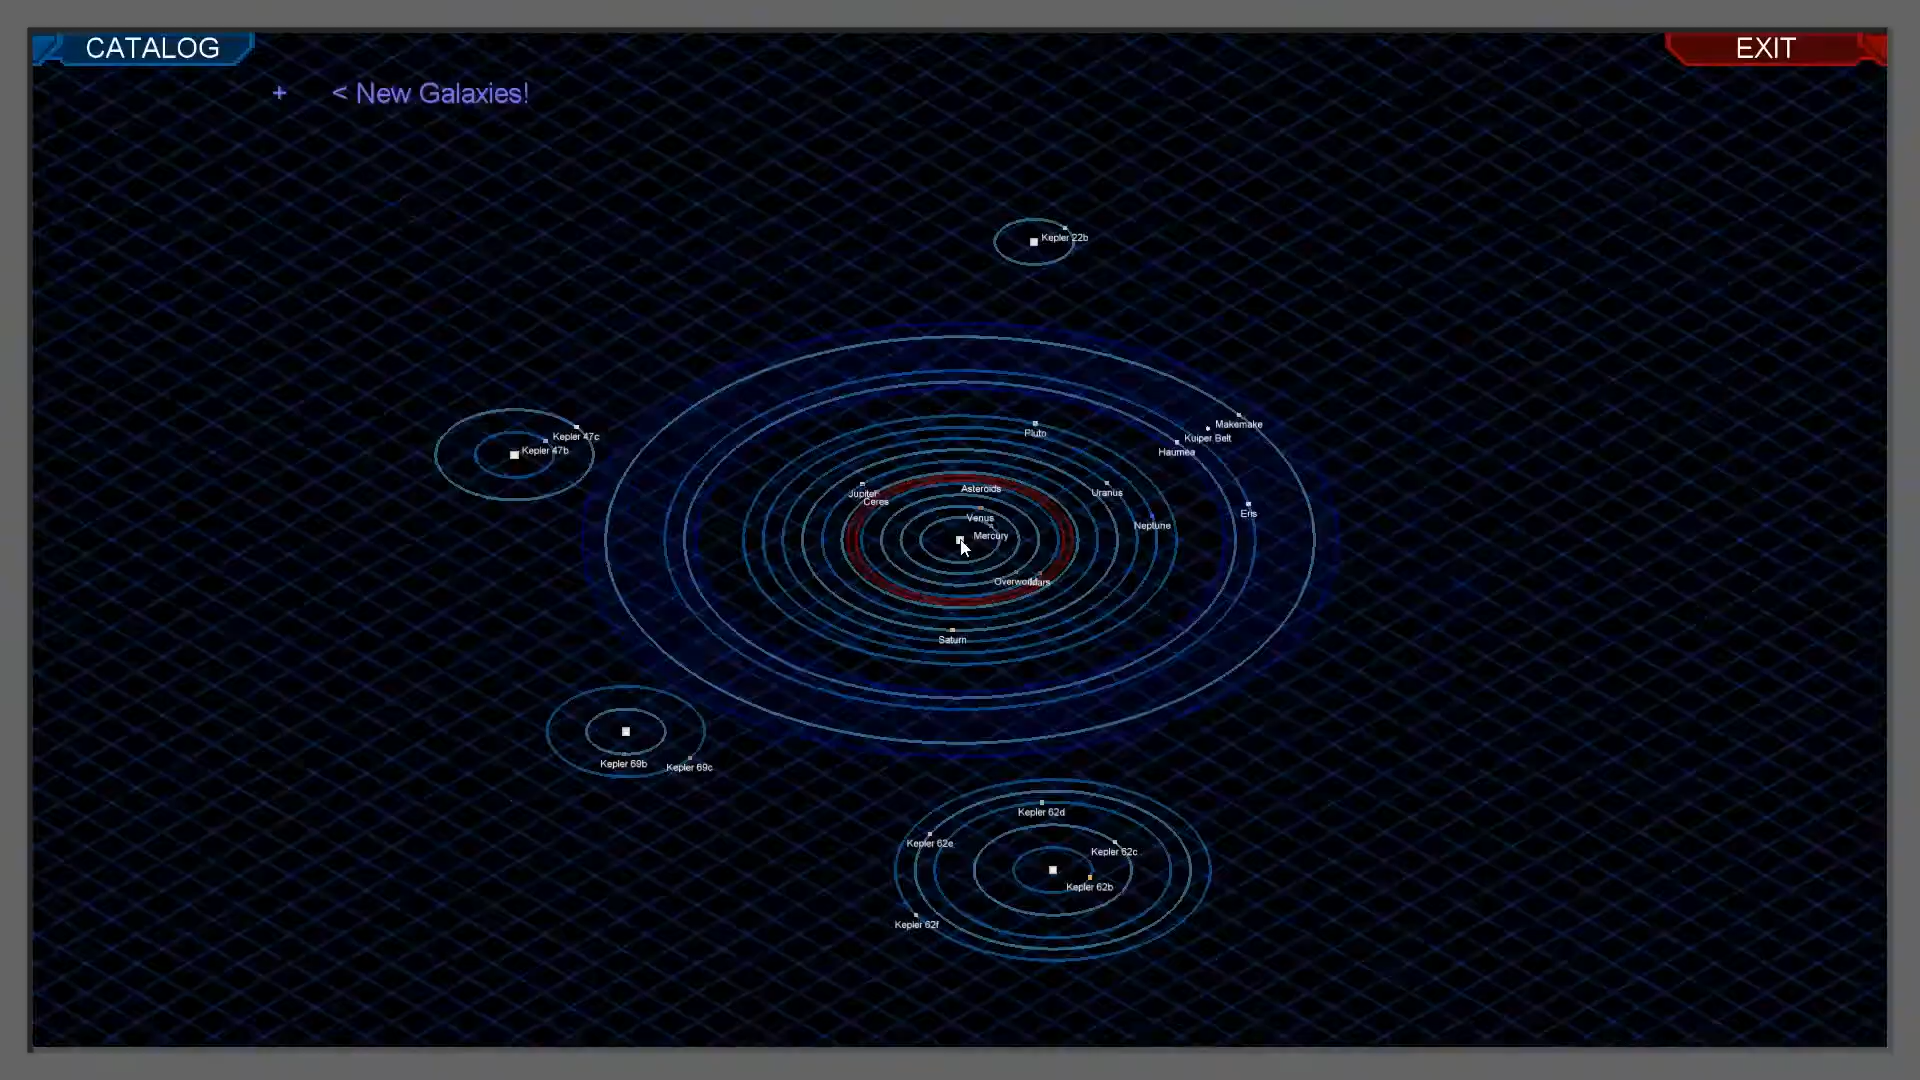 CATALOG
EXIT
+ < New Galaxies!
Kepler 22b
Makemake
Pluto
Kepler 47c
Kuiper Belt
Kepler 47b
Haumea
Asteroids
Jupiter
Uranus
Ceres
Eris
Venus
Neptune
Mercury
Overworld
Mars
Saturn
Kepler 69b
Kepler 69c
Kepler 62d
Kepler 62e
Kepler 62c
Kepler 62b
Kepler 62f